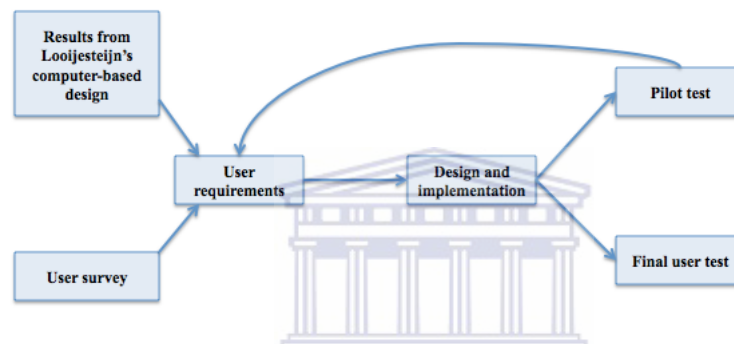 Results from
Looijesteijn's
computer-based
design
Pilot test
User
requirements
Design and
implementation
User survey
Final user test